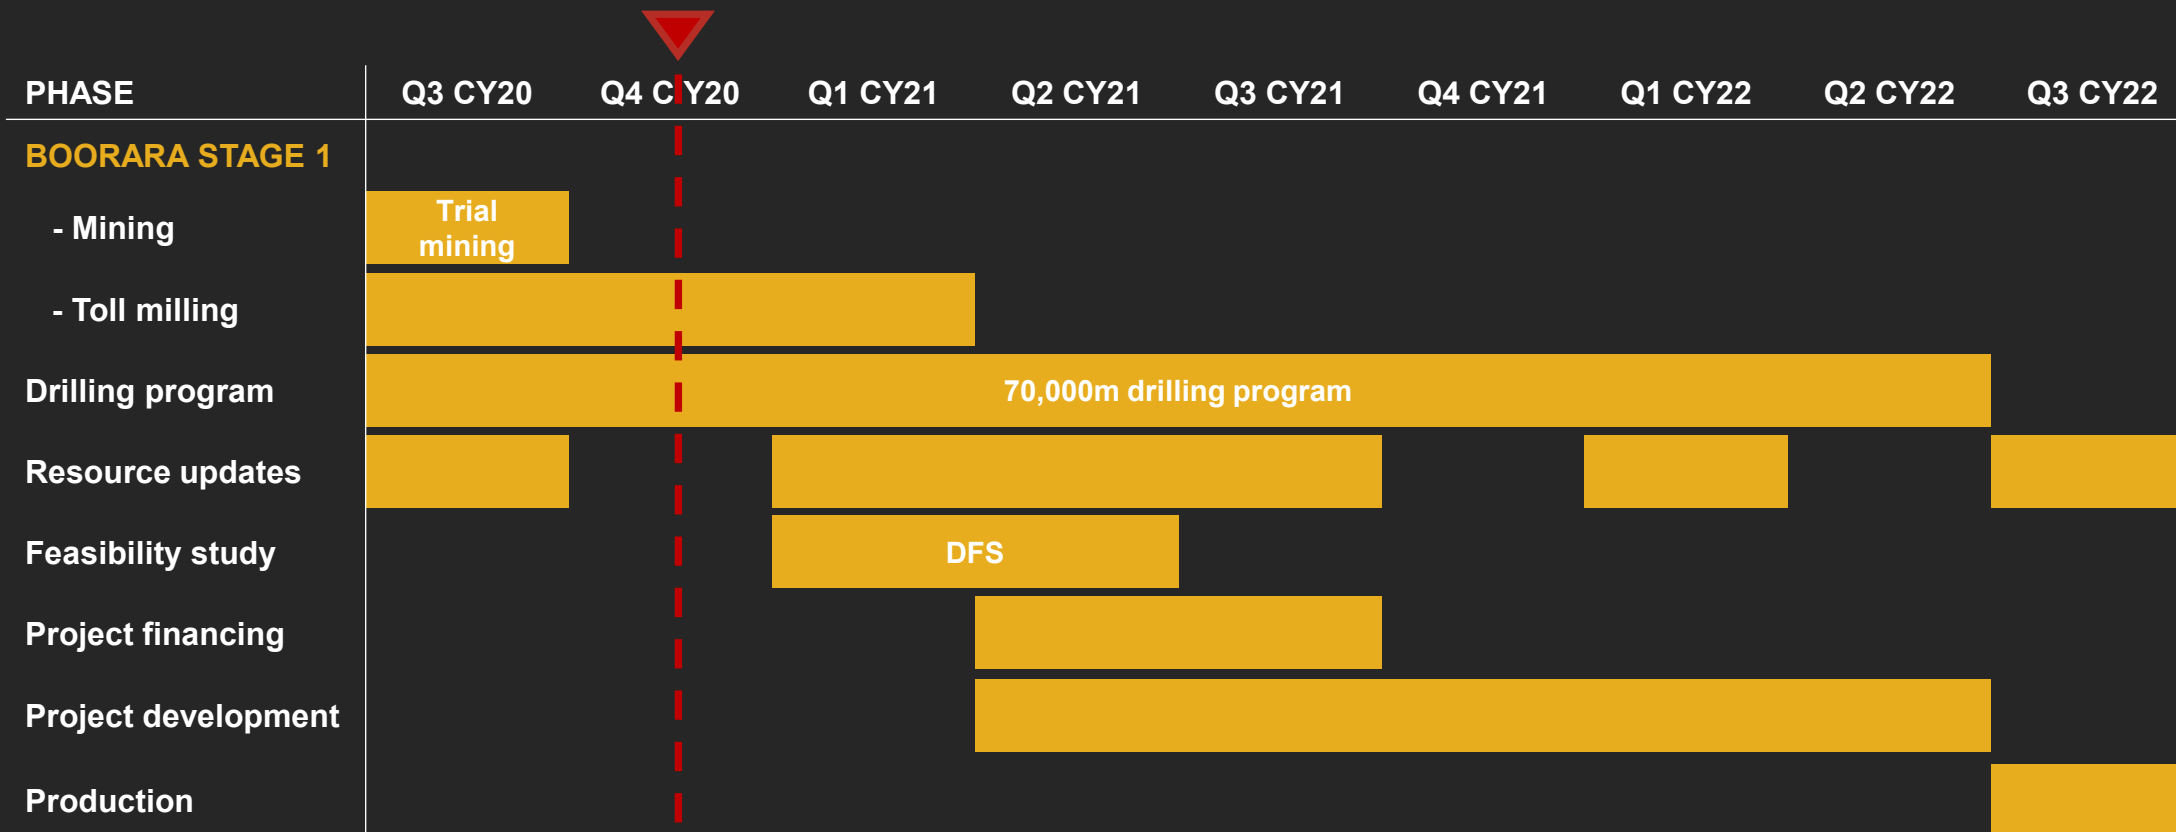 PHASE Q3 CY20 Q4 CY20 Q1 CY21 Q2 CY21 Q3 CY21 Q4 CY21 Q1 CY22 Q2 CY22 Q3 CY22
BOORARA STAGE 1
- Mining Trial
mining
- Toll milling
Drilling program 70,000m drilling program
Resource updates
Feasibility study DFS
Project financing
Project development
Production